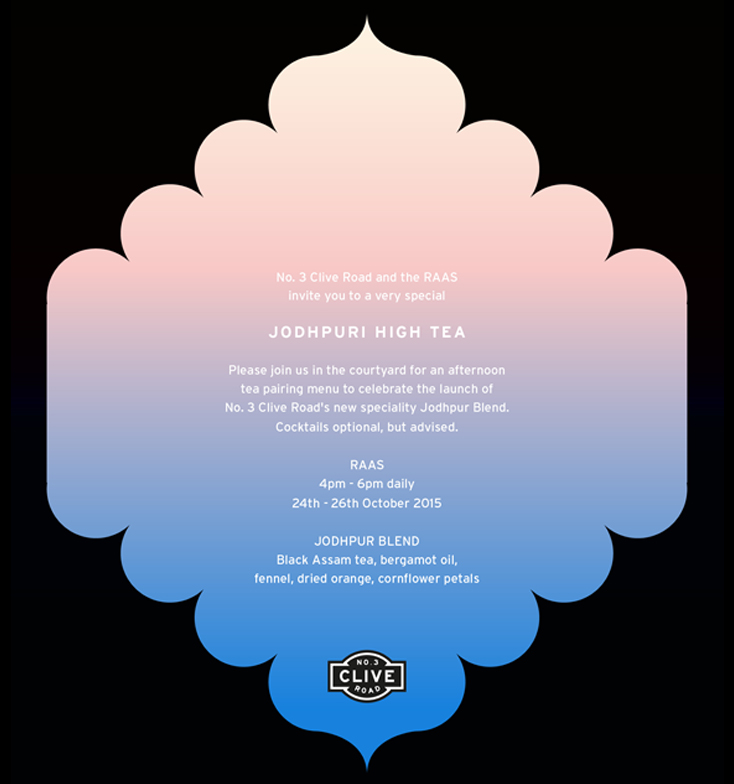 No. 3 Clive Road and the RAAS
invite you to a very special
JODHPURI HIGH TEA
Please join us in the courtyard for an afternoon
tea pairing menu to celebrate the launch of
No. 3 Clive Road's new speciality Jodhpur Blend.
Cocktails optional, but advised.
RAAS
4pm - 6pm daily
24th - 26th October 2015
JODHPUR BLEND
Black Assam tea, bergamot oil,
fennel, dried orange, cornflower petals
NO.3
CLIVE
ROAD